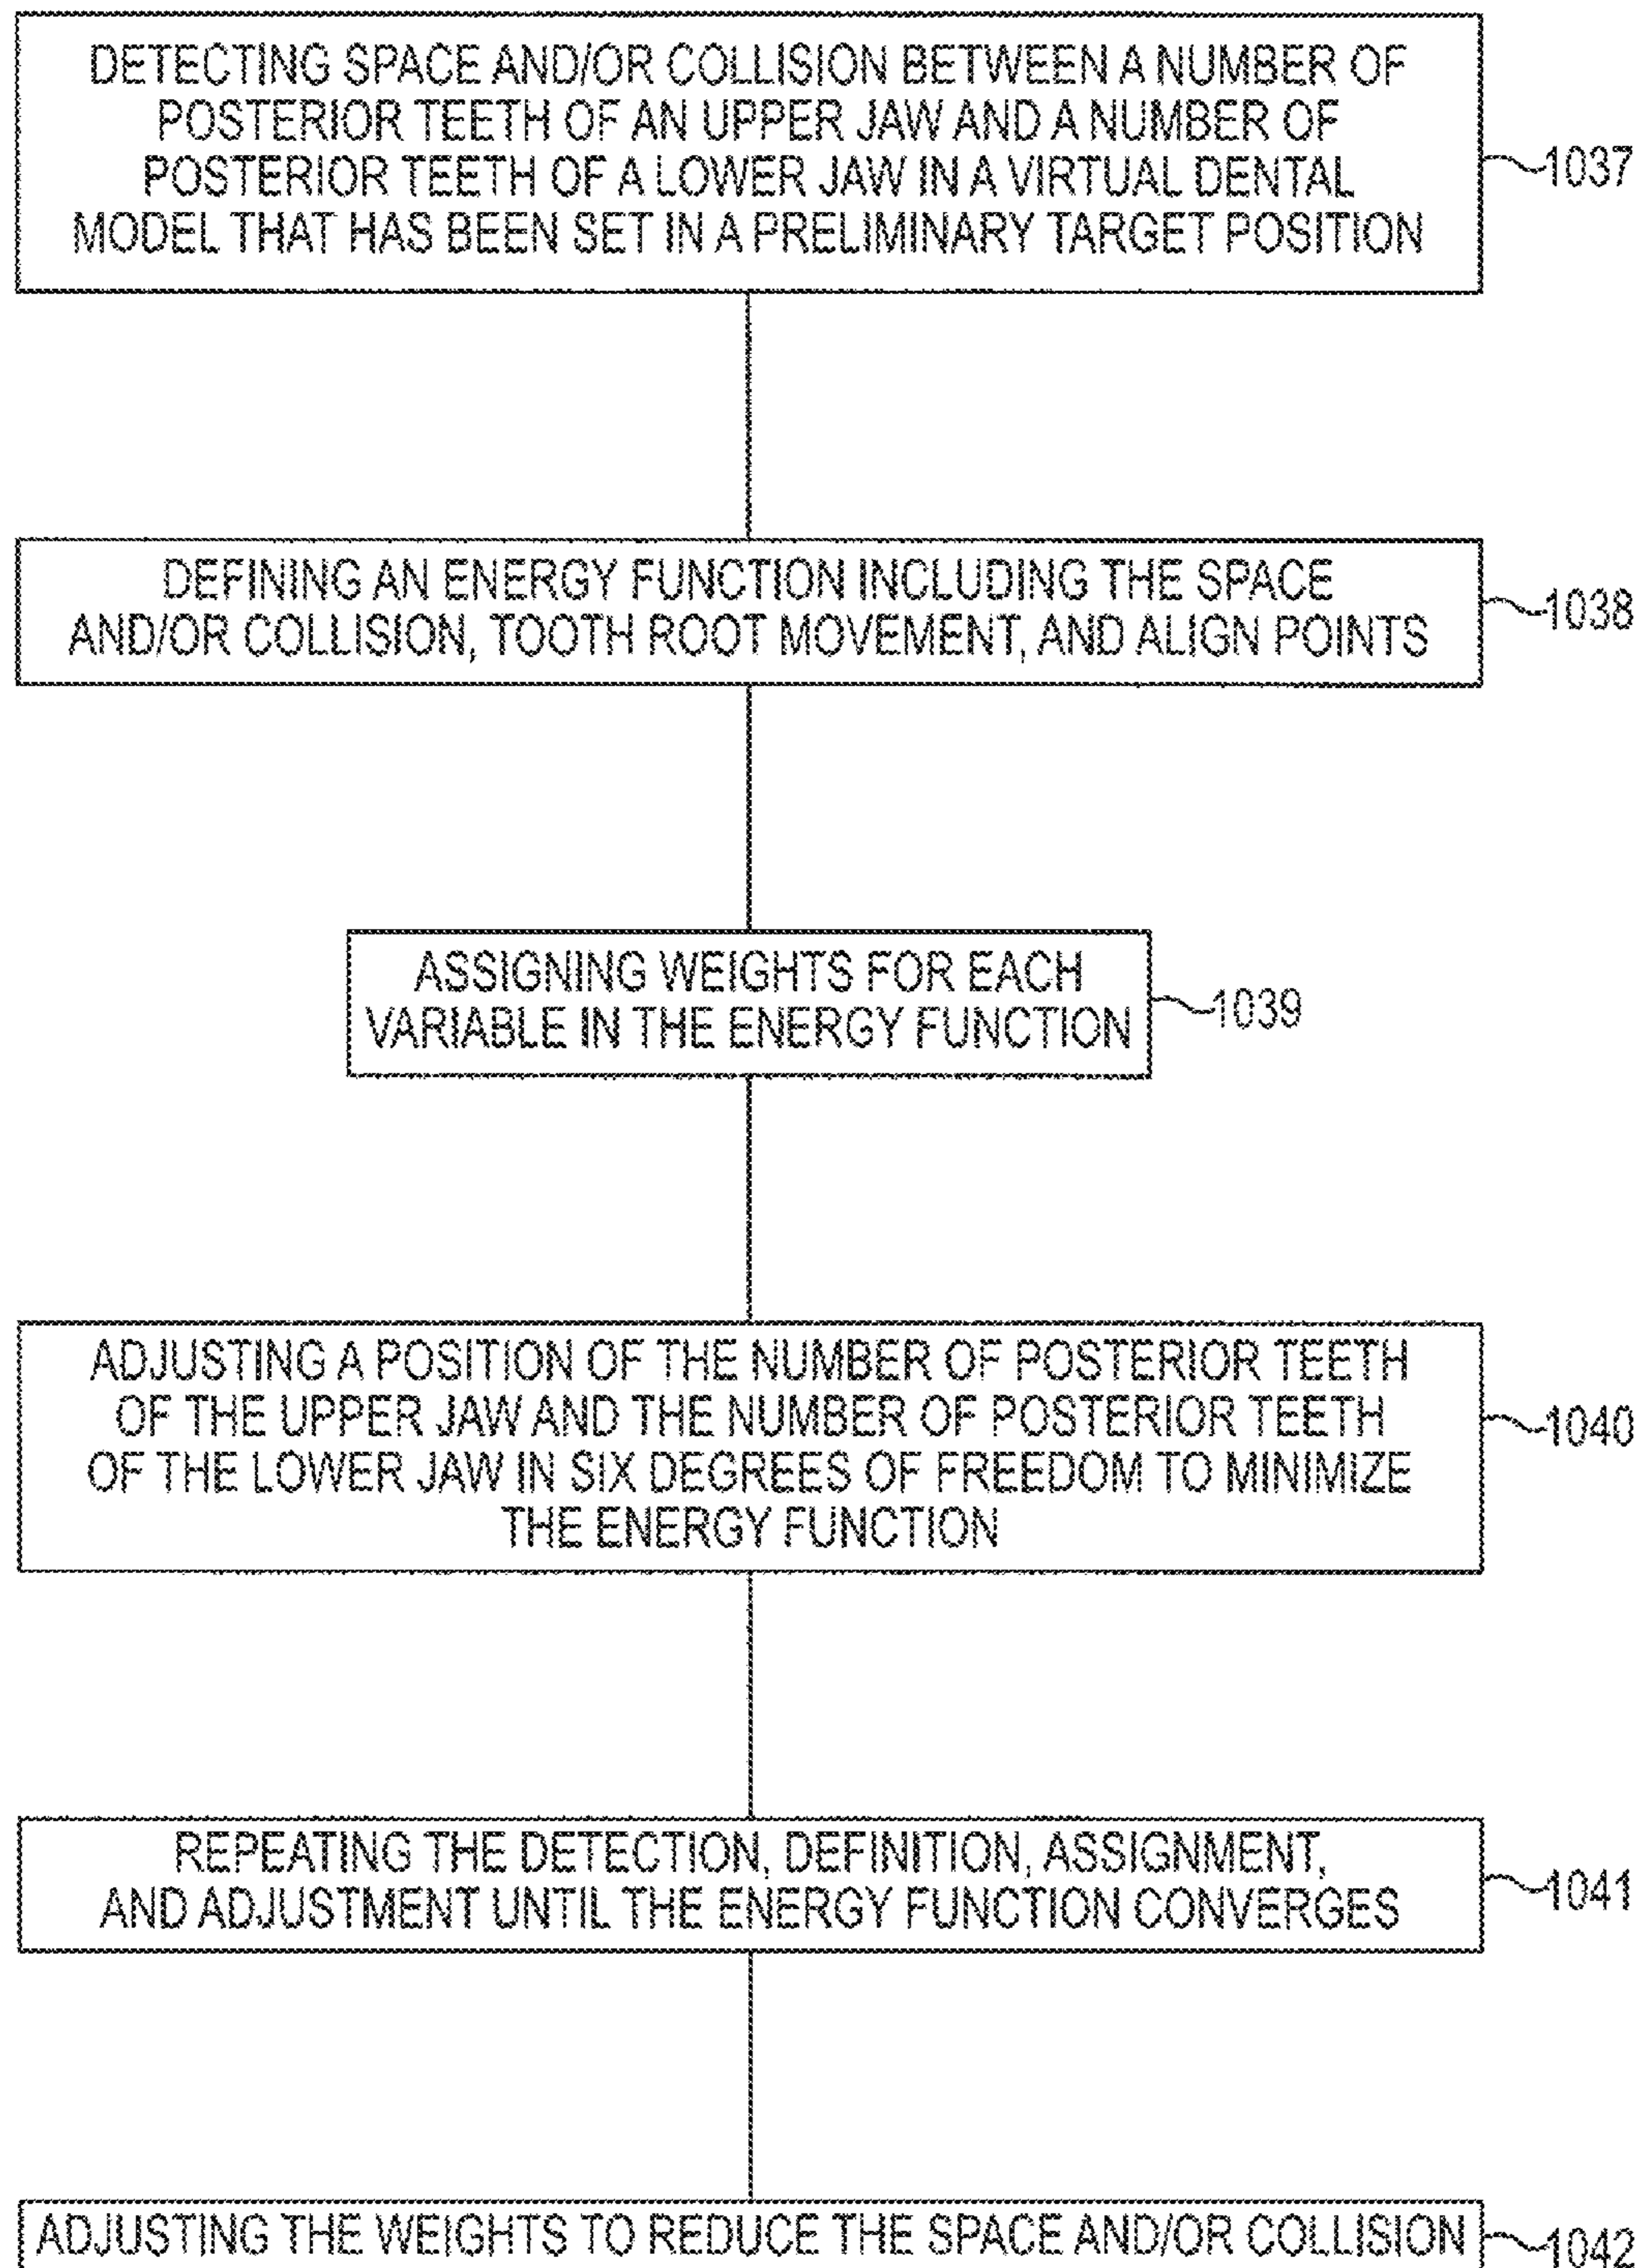 DETECTING SPACE AND/OR COLLISION BETWEEN A NUMBER OF
POSTERIOR TEETH OF AN UPPER JAW AND A NUMBER OF
POSTERIOR TEETH OF A LOWER JAW IN A VIRTUAL DENTAL
MODEL THAT HAS BEEN SET IN A PRELIMINARY TARGET POSITION
1037
DEFINING AN ENERGY FUNCTION INCLUDING THE SPACE
AND/OR COLLISION, TOOTH ROOT MOVEMENT, AND ALIGN POINTS
1038
ASSIGNING WEIGHTS FOR EACH
VARIABLE IN THE ENERGY FUNCTION
1039
ADJUSTING A POSITION OF THE NUMBER OF POSTERIOR TEETH
OF THE UPPER JAW AND THE NUMBER OF POSTERIOR TEETH
OF THE LOWER JAW IN SIX DEGREES OF FREEDOM TO MINIMIZE
THE ENERGY FUNCTION
1040
REPEATING THE DETECTION, DEFINITION, ASSIGNMENT,
AND ADJUSTMENT UNTIL THE ENERGY FUNCTION CONVERGES
1041
ADJUSTING THE WEIGHTS TO REDUCE THE SPACE AND/OR COLLISION
1042